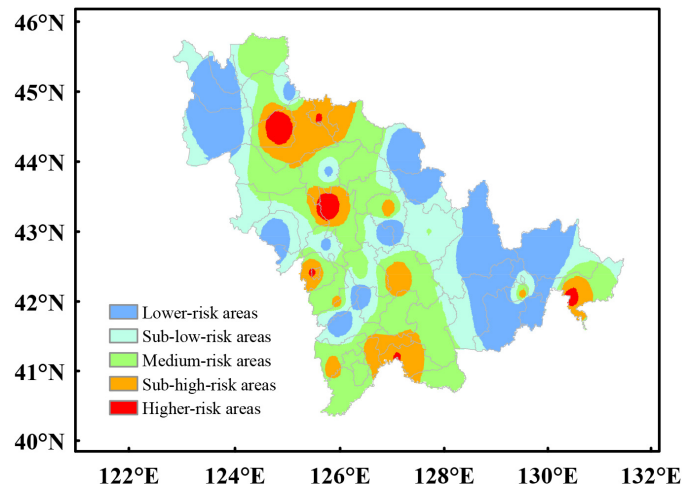 46°N
45°N
44°N
43°N
42°N
41°N
40°N
Lower-risk areas
Sub-low-risk areas
Medium-risk areas
Sub-high-risk areas
Higher-risk areas
122°E 124°E 126°E 128°E 130°E 132°E